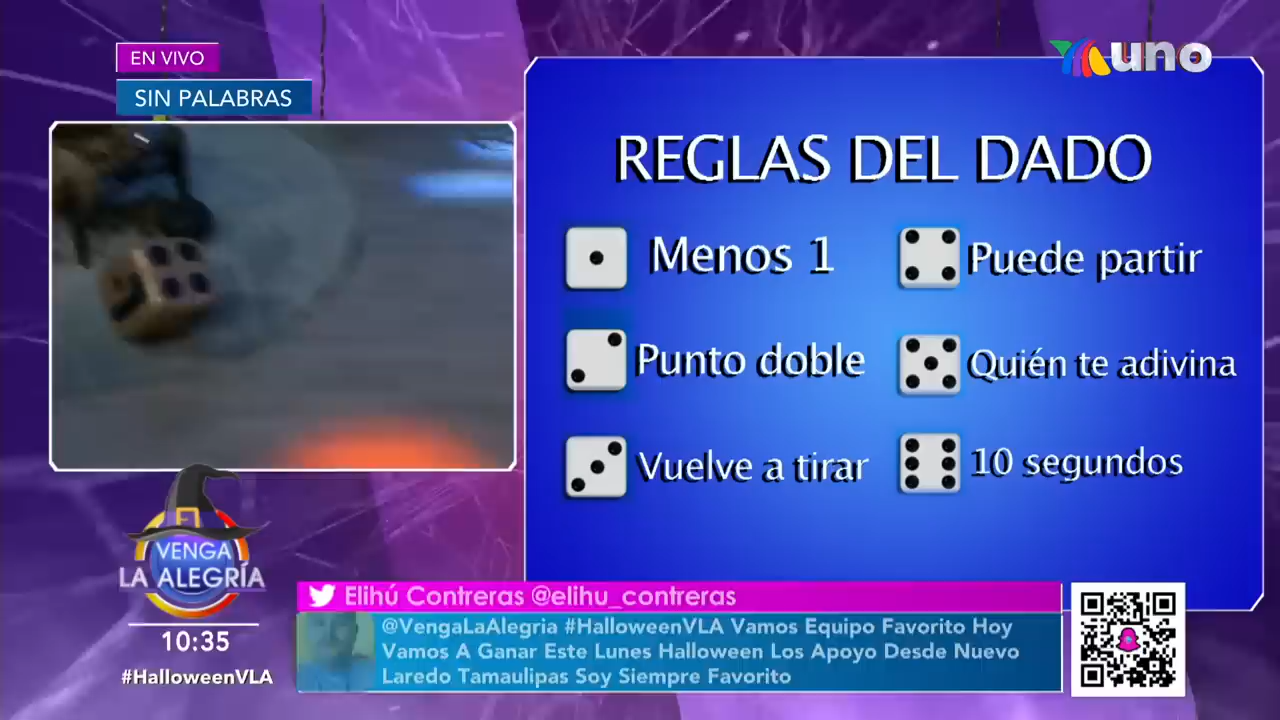 EN VIVO
SIN PALABRAS
uno
REGLAS DEL DADO
Menos 1
Puede partir
Punto doble
Quién te adivina
Vuelve a tirar
10 segundos
VENGA
LA ALEGRÍA
10:35
#HalloweenVLA
Elihú Contreras @elihu_contreras
@VengaLaAlegria #HalloweenVLA Vamos Equipo Favorito Hoy
Vamos A Ganar Este Lunes Halloween Los Apoyo Desde Nuevo
Laredo Tamaulipas Soy Siempre Favorito